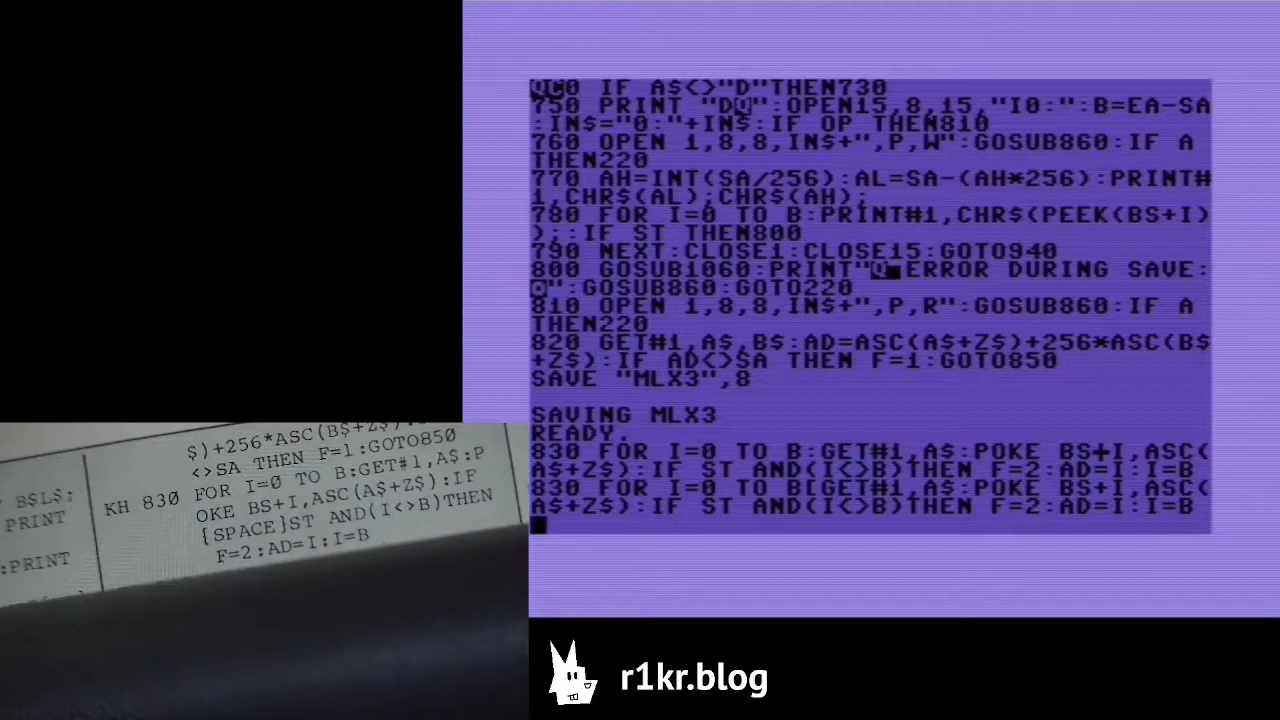 QC0 IF A$<>"D"THEN730
750 PRINT "DQ":OPEN15,8,15,"I0:":B=EA-SA
:IN$="0:"+IN$:IF OP THEN810
760 OPEN 1,8,8,IN$+",P,W":GOSUB860:IF A
THEN220
770 AH=INT(SA/256):AL=SA-(AH*256):PRINT#
1,CHR$(AL);CHR$(AH);
780 FOR I=0 TO B:PRINT#1,CHR$(PEEK(BS+I)
);:IF ST THEN800
790 NEXT:CLOSE1:CLOSE15:GOTO940
800 GOSUB1060:PRINT"Q ERROR DURING SAVE:
":GOSUB860:GOTO220
810 OPEN 1,8,8,IN$+",P,R":GOSUB860:IF A
THEN220
820 GET#1,A$,B$:AD=ASC(A$+Z$)+256*ASC(B$
+Z$):IF AD<>SA THEN F=1:GOTO850
SAVE "MLX3",8
SAVING MLX3
READY.
830 FOR I=0 TO B:GET#1,A$:POKE BS+I,ASC(
A$+Z$):IF ST AND(I<>B)THEN F=2:AD=I:I=B
830 FOR I=0 TO B[GET#1,A$:POKE BS+I,ASC(
A$+Z$):IF ST AND(I<>B)THEN F=2:AD=I:I=B
$)+256*ASC(B$+Z$):
<>SA THEN F=1:GOTO850
KH 830 FOR I=0 TO B:GET#1,A$:P
OKE BS+I,ASC(A$+Z$):IF
{SPACE}ST AND(I<>B)THEN
F=2:AD=I:I=B
B$L$:
PRINT
:PRINT
r1kr.blog